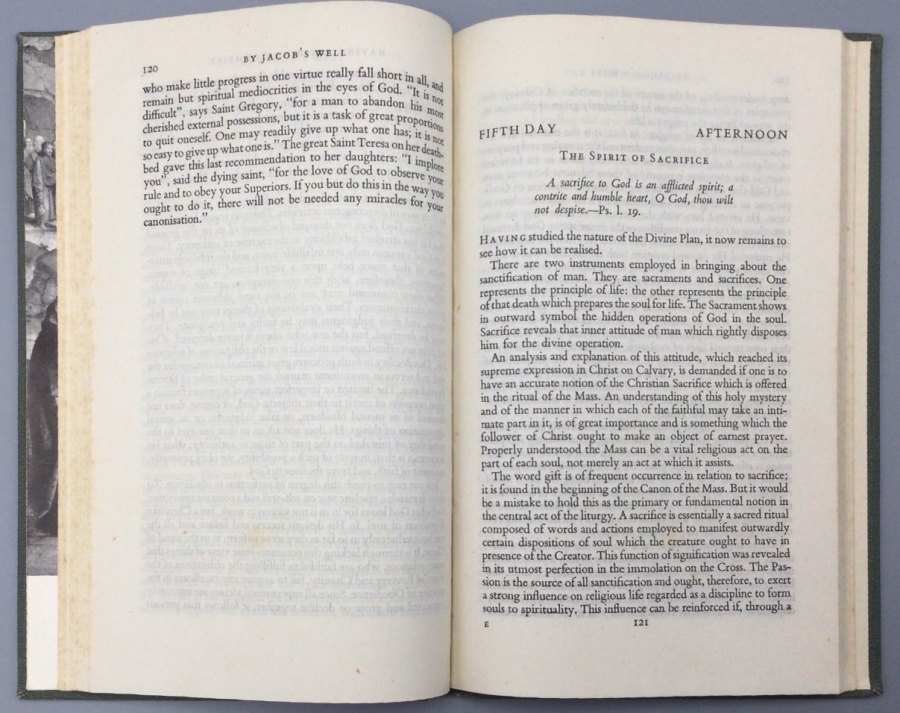 120
BY JACOB'S WELL
who make little progress in one virtue really fall short in all, and
remain but spiritual mediocrities in the eyes of God. "It is not
difficult", says Saint Gregory, "for a man to abandon his most
cherished external possessions, but it is a task of great proportions
to quit oneself. One may readily give up what one has; it is not
so easy to give up what one is." The great Saint Teresa on her death-
bed gave this last recommendation to her daughters: "I implore
you", said the dying saint, "for the love of God to observe your
rule and to obey your Superiors. If you but do this in the way you
ought to do it, there will not be needed any miracles for your
canonisation."
FIFTH DAY AFTERNOON
THE SPIRIT OF SACRIFICE
A sacrifice to God is an afflicted spirit; a
contrite and humble heart, O God, thou wilt
not despise.—Ps. l. 19.
HAVING studied the nature of the Divine Plan, it now remains to
see how it can be realised.
There are two instruments employed in bringing about the
sanctification of man. They are sacraments and sacrifices. One
represents the principle of life: the other represents the principle
of that death which prepares the soul for life. The Sacrament shows
in outward symbol the hidden operations of God in the soul.
Sacrifice reveals that inner attitude of man which rightly disposes
him for the divine operation.
An analysis and explanation of this attitude, which reached its
supreme expression in Christ on Calvary, is demanded if one is to
have an accurate notion of the Christian Sacrifice which is offered
in the ritual of the Mass. An understanding of this holy mystery
and of the manner in which each of the faithful may take an inti-
mate part in it, is of great importance and is something which the
follower of Christ ought to make an object of earnest prayer.
Properly understood the Mass can be a vital religious act on the
part of each soul, not merely an act at which it assists.
The word gift is of frequent occurrence in relation to sacrifice;
it is found in the beginning of the Canon of the Mass. But it would
be a mistake to hold this as the primary or fundamental notion in
the central act of the liturgy. A sacrifice is essentially a sacred ritual
composed of words and actions employed to manifest outwardly
certain dispositions of soul which the creature ought to have in
presence of the Creator. This function of signification was revealed
in its utmost perfection in the immolation on the Cross. The Pas-
sion is the source of all sanctification and ought, therefore, to exert
a strong influence on religious life regarded as a discipline to form
souls to spirituality. This influence can be reinforced if, through a
E 121